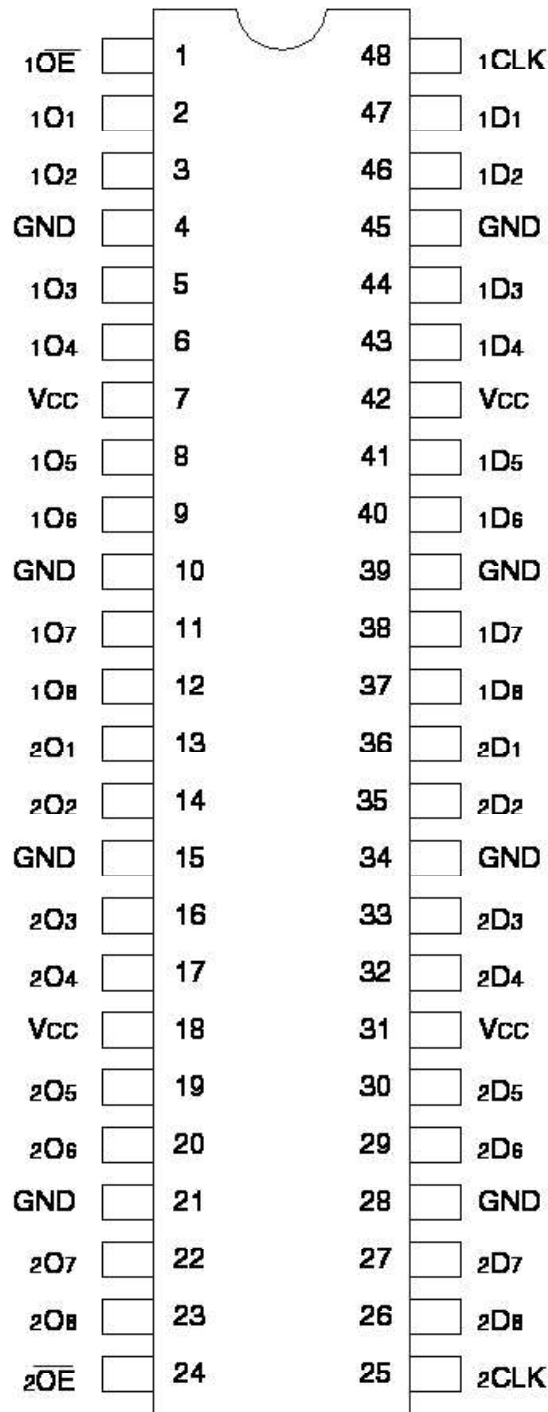 1O̅E̅ 1 48 1CLK
1O1 2 47 1D1
1O2 3 46 1D2
GND 4 45 GND
1O3 5 44 1D3
1O4 6 43 1D4
VCC 7 42 VCC
1O5 8 41 1D5
1O6 9 40 1D6
GND 10 39 GND
1O7 11 38 1D7
1O8 12 37 1D8
2O1 13 36 2D1
2O2 14 35 2D2
GND 15 34 GND
2O3 16 33 2D3
2O4 17 32 2D4
VCC 18 31 VCC
2O5 19 30 2D5
2O6 20 29 2D6
GND 21 28 GND
2O7 22 27 2D7
2O8 23 26 2D8
2O̅E̅ 24 25 2CLK